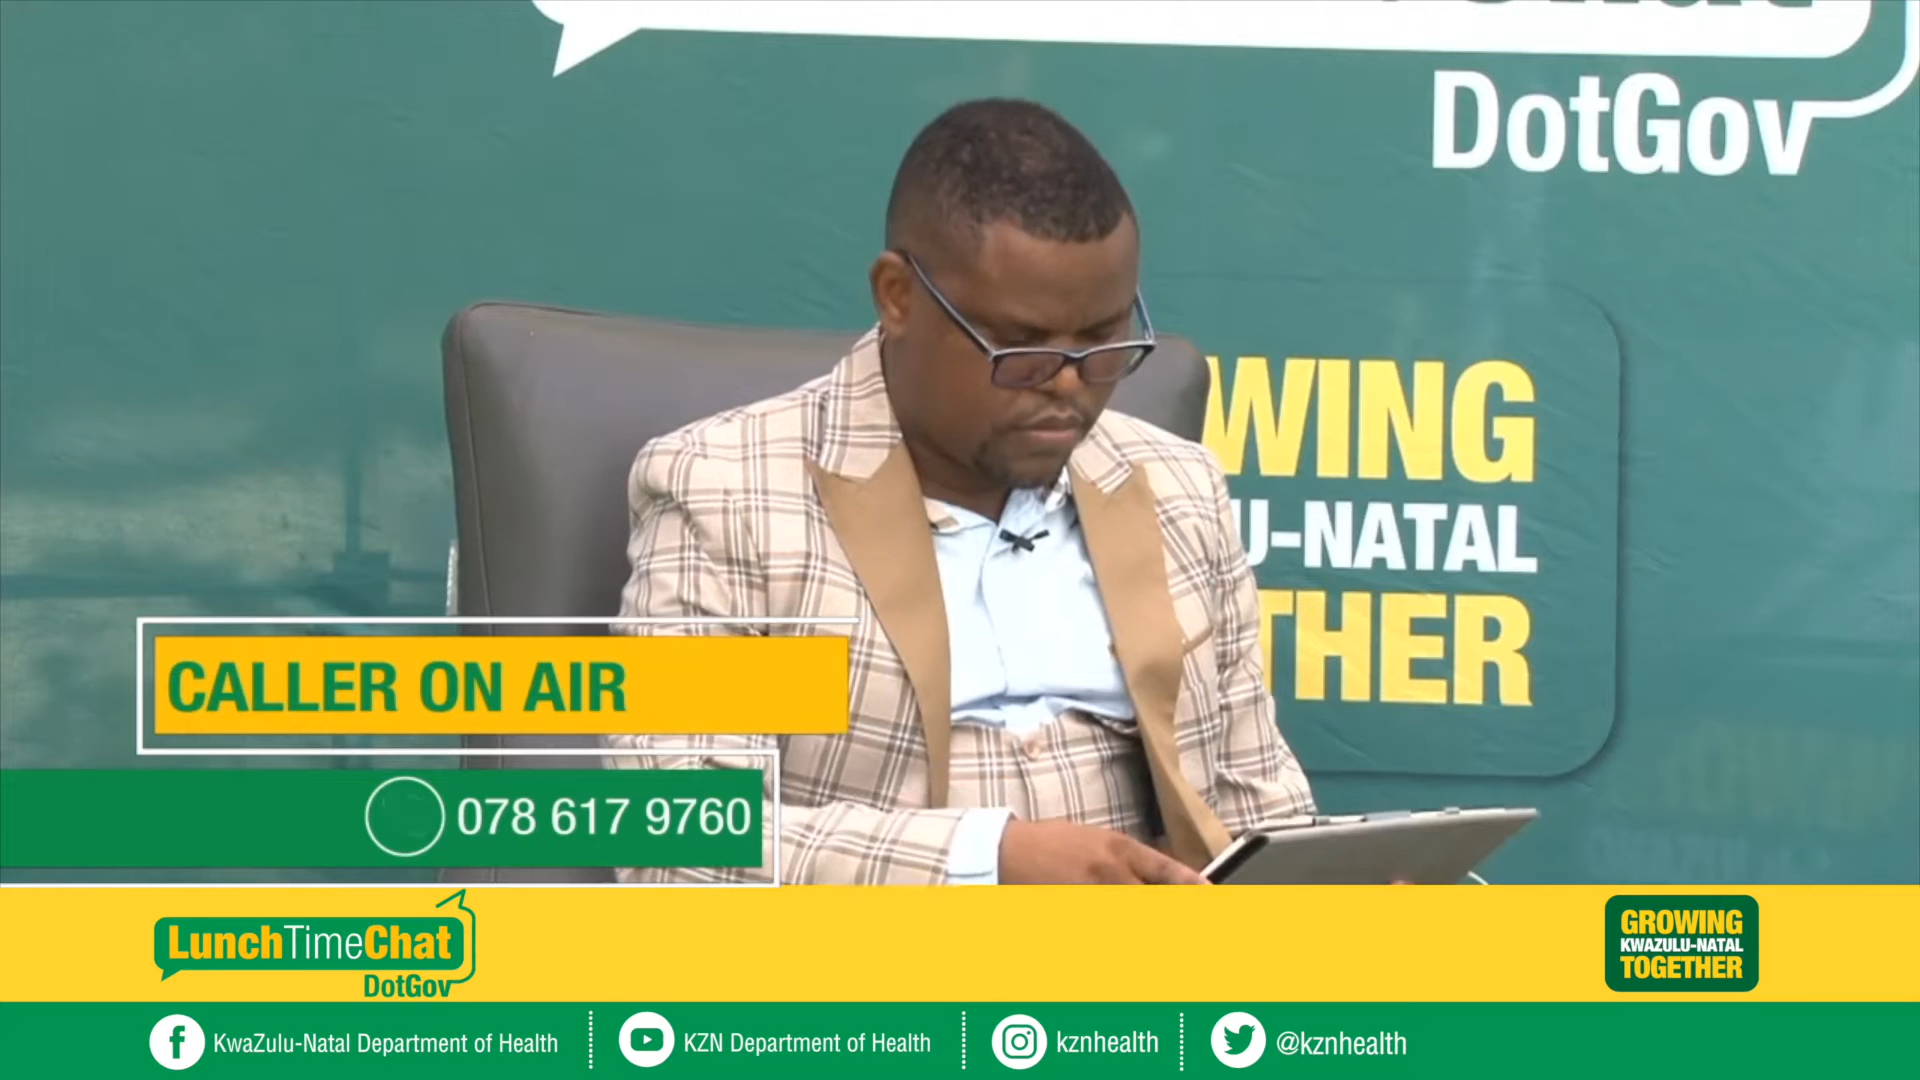 DotGov
WING
U-NATAL
THER
CALLER ON AIR
078 617 9760
LunchTimeChat
DotGov
GROWING
KWAZULU-NATAL
TOGETHER
KwaZulu-Natal Department of Health
KZN Department of Health
kznhealth
@kznhealth